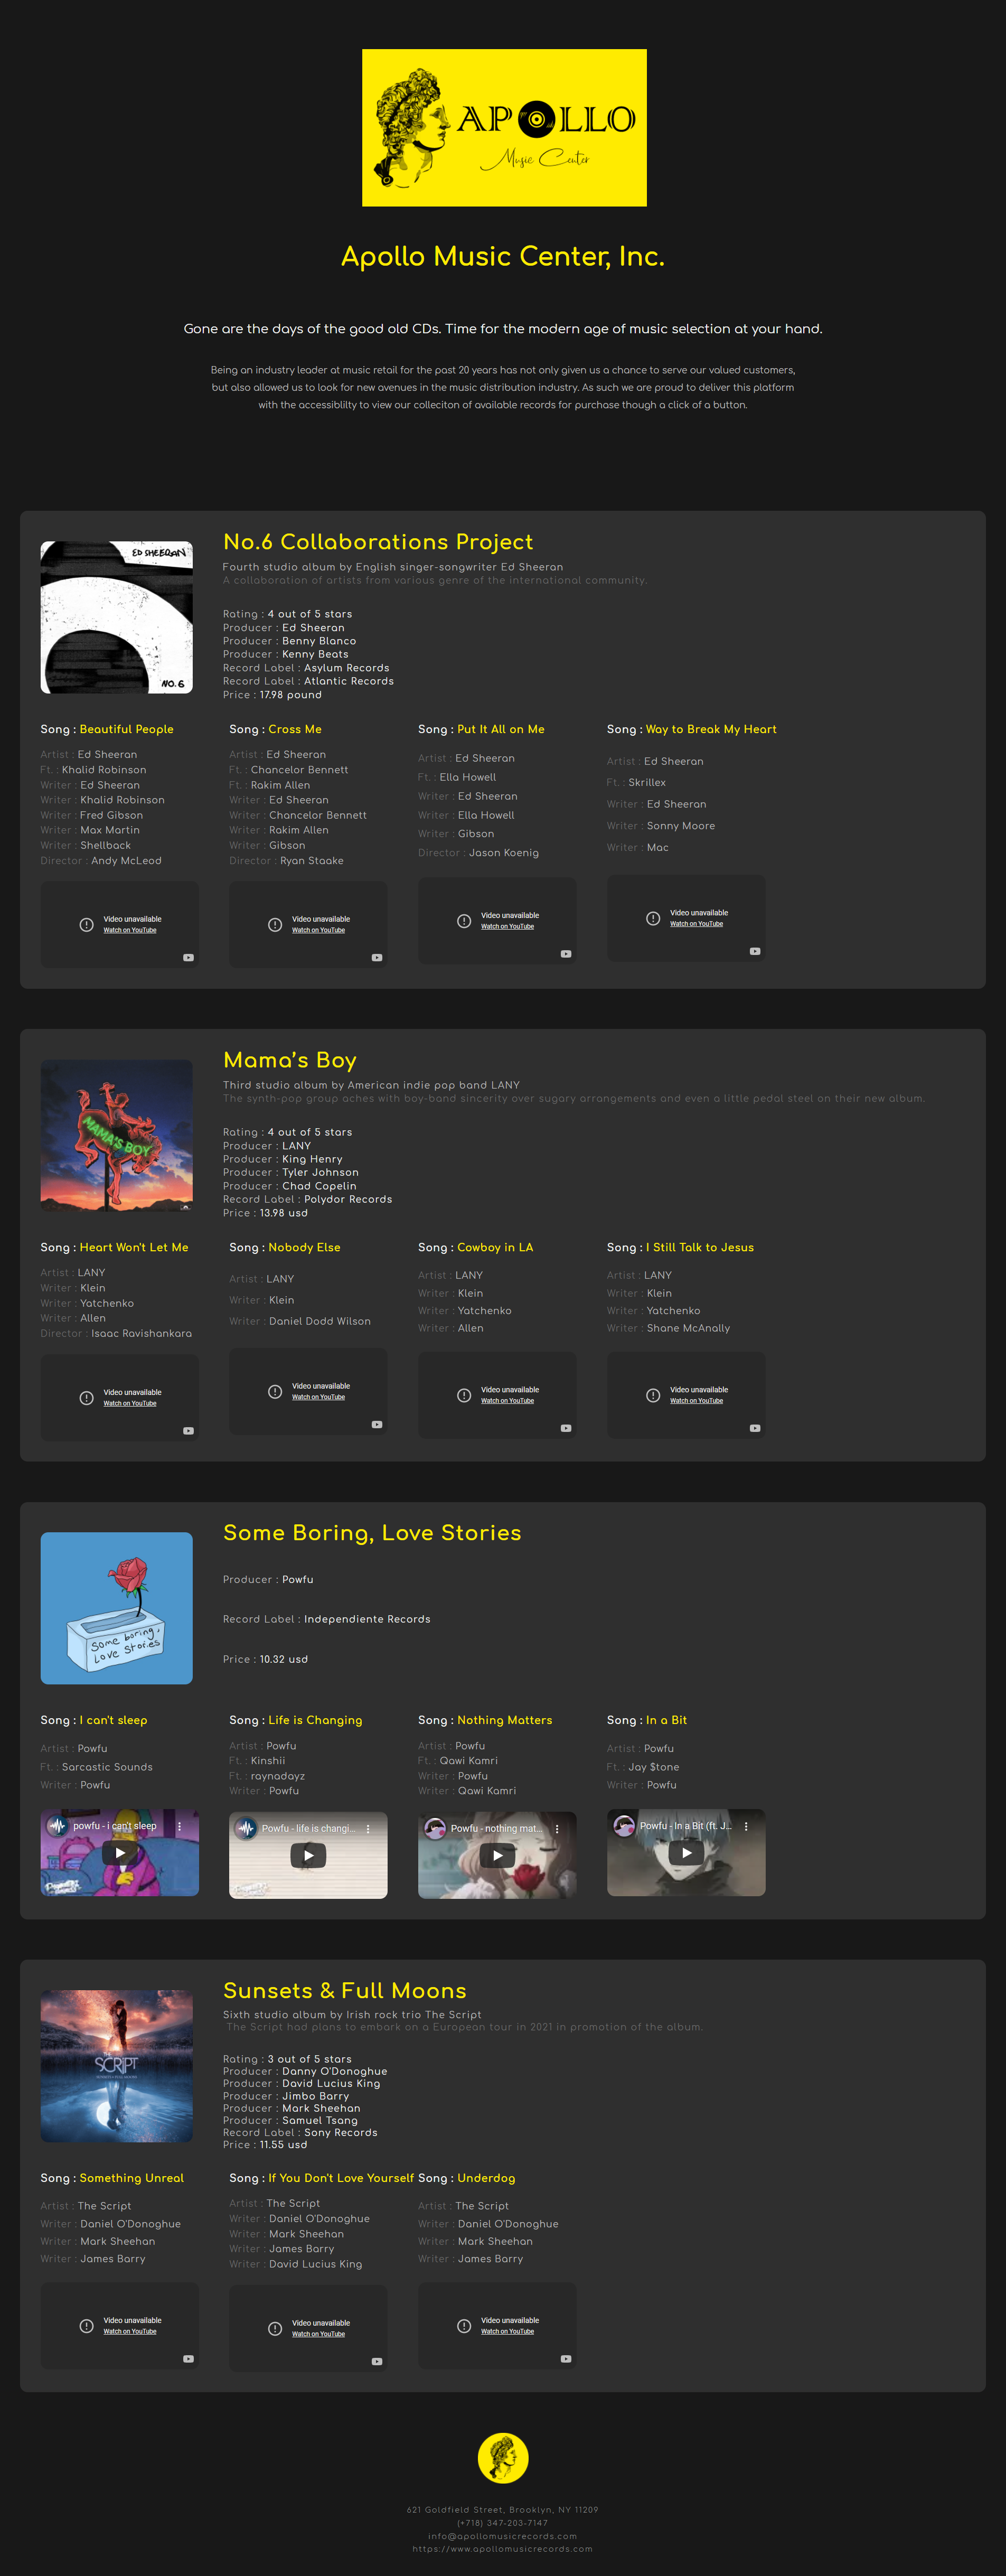 APOLLO
Music Center
Apollo Music Center, Inc.
Gone are the days of the good old CDs. Time for the modern age of music selection at your hand.
Being an industry leader at music retail for the past 20 years has not only given us a chance to serve our valued customers,
but also allowed us to look for new avenues in the music distribution industry. As such we are proud to deliver this platform
with the accessiblilty to view our colleciton of available records for purchase though a click of a button.
ED SHEERAN
NO.6
No.6 Collaborations Project
Fourth studio album by English singer-songwriter Ed Sheeran
A collaboration of artists from various genre of the international community.
Rating : 4 out of 5 stars
Producer : Ed Sheeran
Producer : Benny Blanco
Producer : Kenny Beats
Record Label : Asylum Records
Record Label : Atlantic Records
Price : 17.98 pound
Song : Beautiful People
Artist : Ed Sheeran
Ft. : Khalid Robinson
Writer : Ed Sheeran
Writer : Khalid Robinson
Writer : Fred Gibson
Writer : Max Martin
Writer : Shellback
Director : Andy McLeod
Video unavailable
Watch on YouTube
Song : Cross Me
Artist : Ed Sheeran
Ft. : Chancelor Bennett
Ft. : Rakim Allen
Writer : Ed Sheeran
Writer : Chancelor Bennett
Writer : Rakim Allen
Writer : Gibson
Director : Ryan Staake
Video unavailable
Watch on YouTube
Song : Put It All on Me
Artist : Ed Sheeran
Ft. : Ella Howell
Writer : Ed Sheeran
Writer : Ella Howell
Writer : Gibson
Director : Jason Koenig
Video unavailable
Watch on YouTube
Song : Way to Break My Heart
Artist : Ed Sheeran
Ft. : Skrillex
Writer : Ed Sheeran
Writer : Sonny Moore
Writer : Mac
Video unavailable
Watch on YouTube
MAMA'S BOY
Mama's Boy
Third studio album by American indie pop band LANY
The synth-pop group aches with boy-band sincerity over sugary arrangements and even a little pedal steel on their new album.
Rating : 4 out of 5 stars
Producer : LANY
Producer : King Henry
Producer : Tyler Johnson
Producer : Chad Copelin
Record Label : Polydor Records
Price : 13.98 usd
Song : Heart Won't Let Me
Artist : LANY
Writer : Klein
Writer : Yatchenko
Writer : Allen
Director : Isaac Ravishankara
Video unavailable
Watch on YouTube
Song : Nobody Else
Artist : LANY
Writer : Klein
Writer : Daniel Dodd Wilson
Video unavailable
Watch on YouTube
Song : Cowboy in LA
Artist : LANY
Writer : Klein
Writer : Yatchenko
Writer : Allen
Video unavailable
Watch on YouTube
Song : I Still Talk to Jesus
Artist : LANY
Writer : Klein
Writer : Yatchenko
Writer : Shane McAnally
Video unavailable
Watch on YouTube
Some boring,
Love Stories
Some Boring, Love Stories
Producer : Powfu
Record Label : Independiente Records
Price : 10.32 usd
Song : I can't sleep
Artist : Powfu
Ft. : Sarcastic Sounds
Writer : Powfu
powfu - i can't sleep
Song : Life is Changing
Artist : Powfu
Ft. : Kinshii
Ft. : raynadayz
Writer : Powfu
Powfu - life is changi...
Song : Nothing Matters
Artist : Powfu
Ft. : Qawi Kamri
Writer : Powfu
Writer : Qawi Kamri
Powfu - nothing mat...
Song : In a Bit
Artist : Powfu
Ft. : Jay $tone
Writer : Powfu
Powfu - In a Bit (ft. J...
THE
SCRIPT
Sunsets & Full Moons
Sixth studio album by Irish rock trio The Script
The Script had plans to embark on a European tour in 2021 in promotion of the album.
Rating : 3 out of 5 stars
Producer : Danny O'Donoghue
Producer : David Lucius King
Producer : Jimbo Barry
Producer : Mark Sheehan
Producer : Samuel Tsang
Record Label : Sony Records
Price : 11.55 usd
Song : Something Unreal
Artist : The Script
Writer : Daniel O'Donoghue
Writer : Mark Sheehan
Writer : James Barry
Video unavailable
Watch on YouTube
Song : If You Don't Love Yourself
Artist : The Script
Writer : Daniel O'Donoghue
Writer : Mark Sheehan
Writer : James Barry
Writer : David Lucius King
Video unavailable
Watch on YouTube
Song : Underdog
Artist : The Script
Writer : Daniel O'Donoghue
Writer : Mark Sheehan
Writer : James Barry
Video unavailable
Watch on YouTube
621 Goldfield Street, Brooklyn, NY 11209
(+718) 347-203-7147
info@apollomusicrecords.com
https://www.apollomusicrecords.com